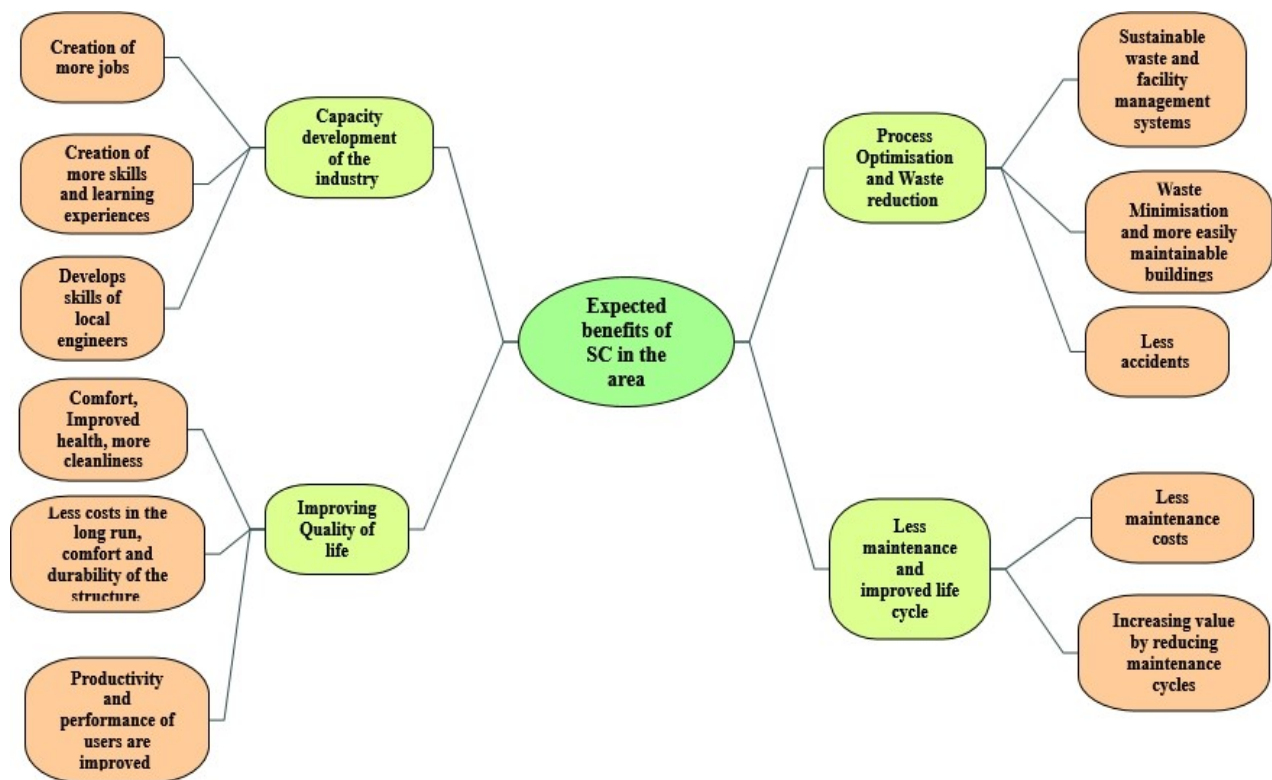 Creation of
more jobs
Creation of
more skills
and learning
experiences
Develops
skills of
local
engineers
Capacity
development
of the
industry
Comfort,
Improved
health, more
cleanliness
Less costs in the
long run,
comfort and
durability of the
structure
Productivity
and
performance of
users are
improved
Improving
Quality of
life
Expected
benefits of
SC in the
area
Process
Optimisation
and Waste
reduction
Sustainable
waste and
facility
management
systems
Waste
Minimisation
and more easily
maintainable
buildings
Less
accidents
Less
maintenance
and
improved life
cycle
Less
maintenance
costs
Increasing value
by reducing
maintenance
cycles